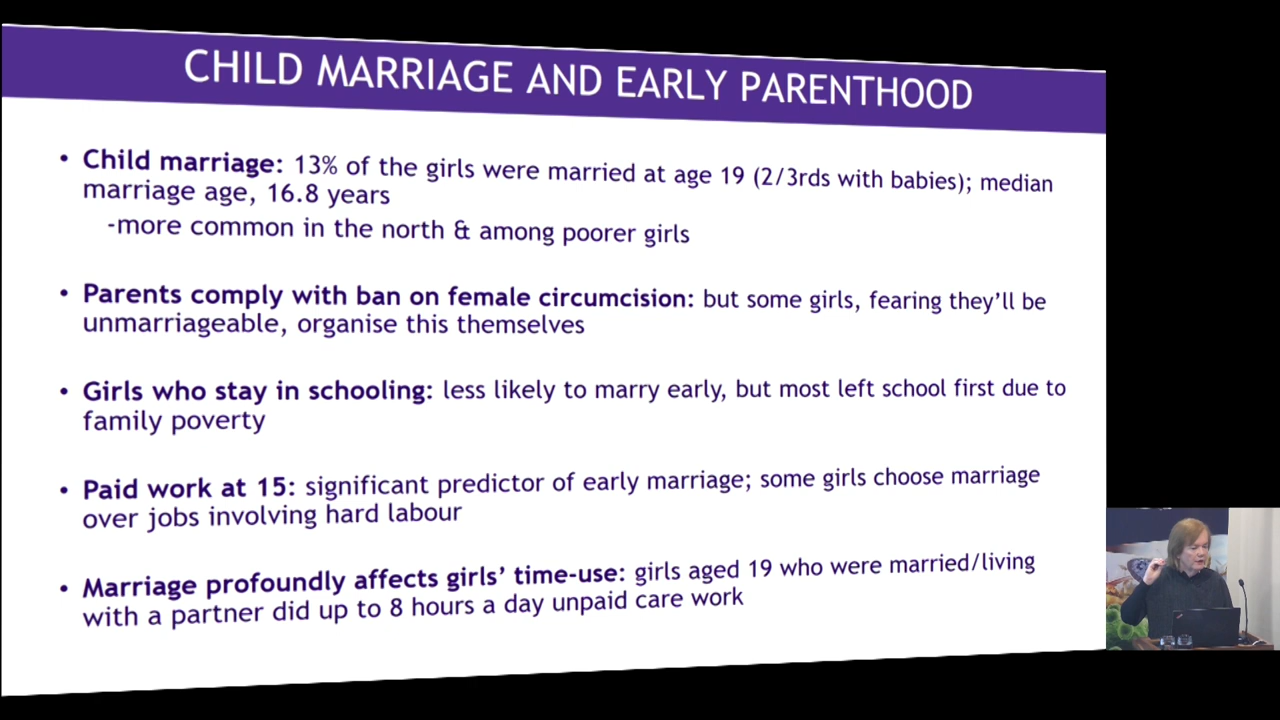 CHILD MARRIAGE AND EARLY PARENTHOOD
• Child marriage: 13% of the girls were married at age 19 (2/3rds with babies); median
marriage age, 16.8 years
-more common in the north & among poorer girls
• Parents comply with ban on female circumcision: but some girls, fearing they'll be
unmarriageable, organise this themselves
• Girls who stay in schooling: less likely to marry early, but most left school first due to
family poverty
• Paid work at 15: significant predictor of early marriage; some girls choose marriage
over jobs involving hard labour
• Marriage profoundly affects girls' time-use: girls aged 19 who were married/living
with a partner did up to 8 hours a day unpaid care work